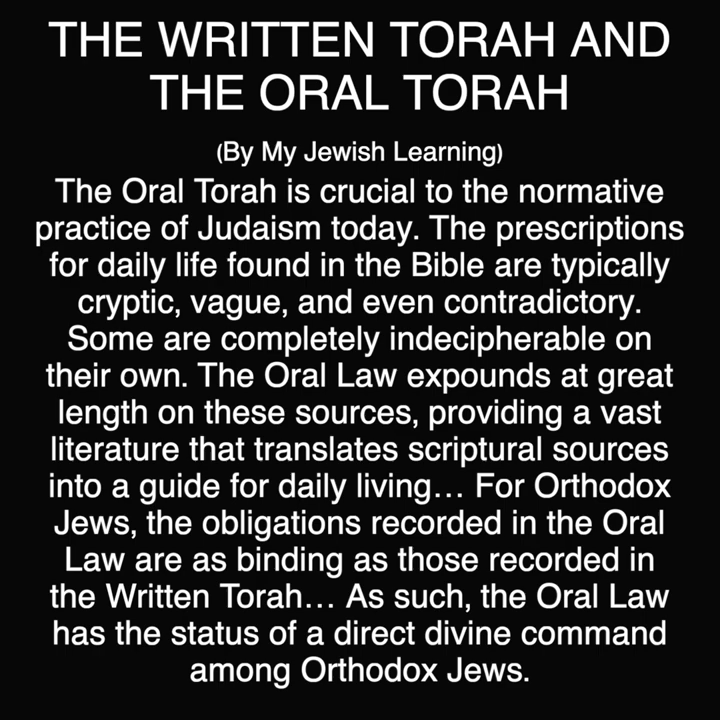 THE WRITTEN TORAH AND
THE ORAL TORAH
(By My Jewish Learning)
The Oral Torah is crucial to the normative
practice of Judaism today. The prescriptions
for daily life found in the Bible are typically
cryptic, vague, and even contradictory.
Some are completely indecipherable on
their own. The Oral Law expounds at great
length on these sources, providing a vast
literature that translates scriptural sources
into a guide for daily living… For Orthodox
Jews, the obligations recorded in the Oral
Law are as binding as those recorded in
the Written Torah… As such, the Oral Law
has the status of a direct divine command
among Orthodox Jews.